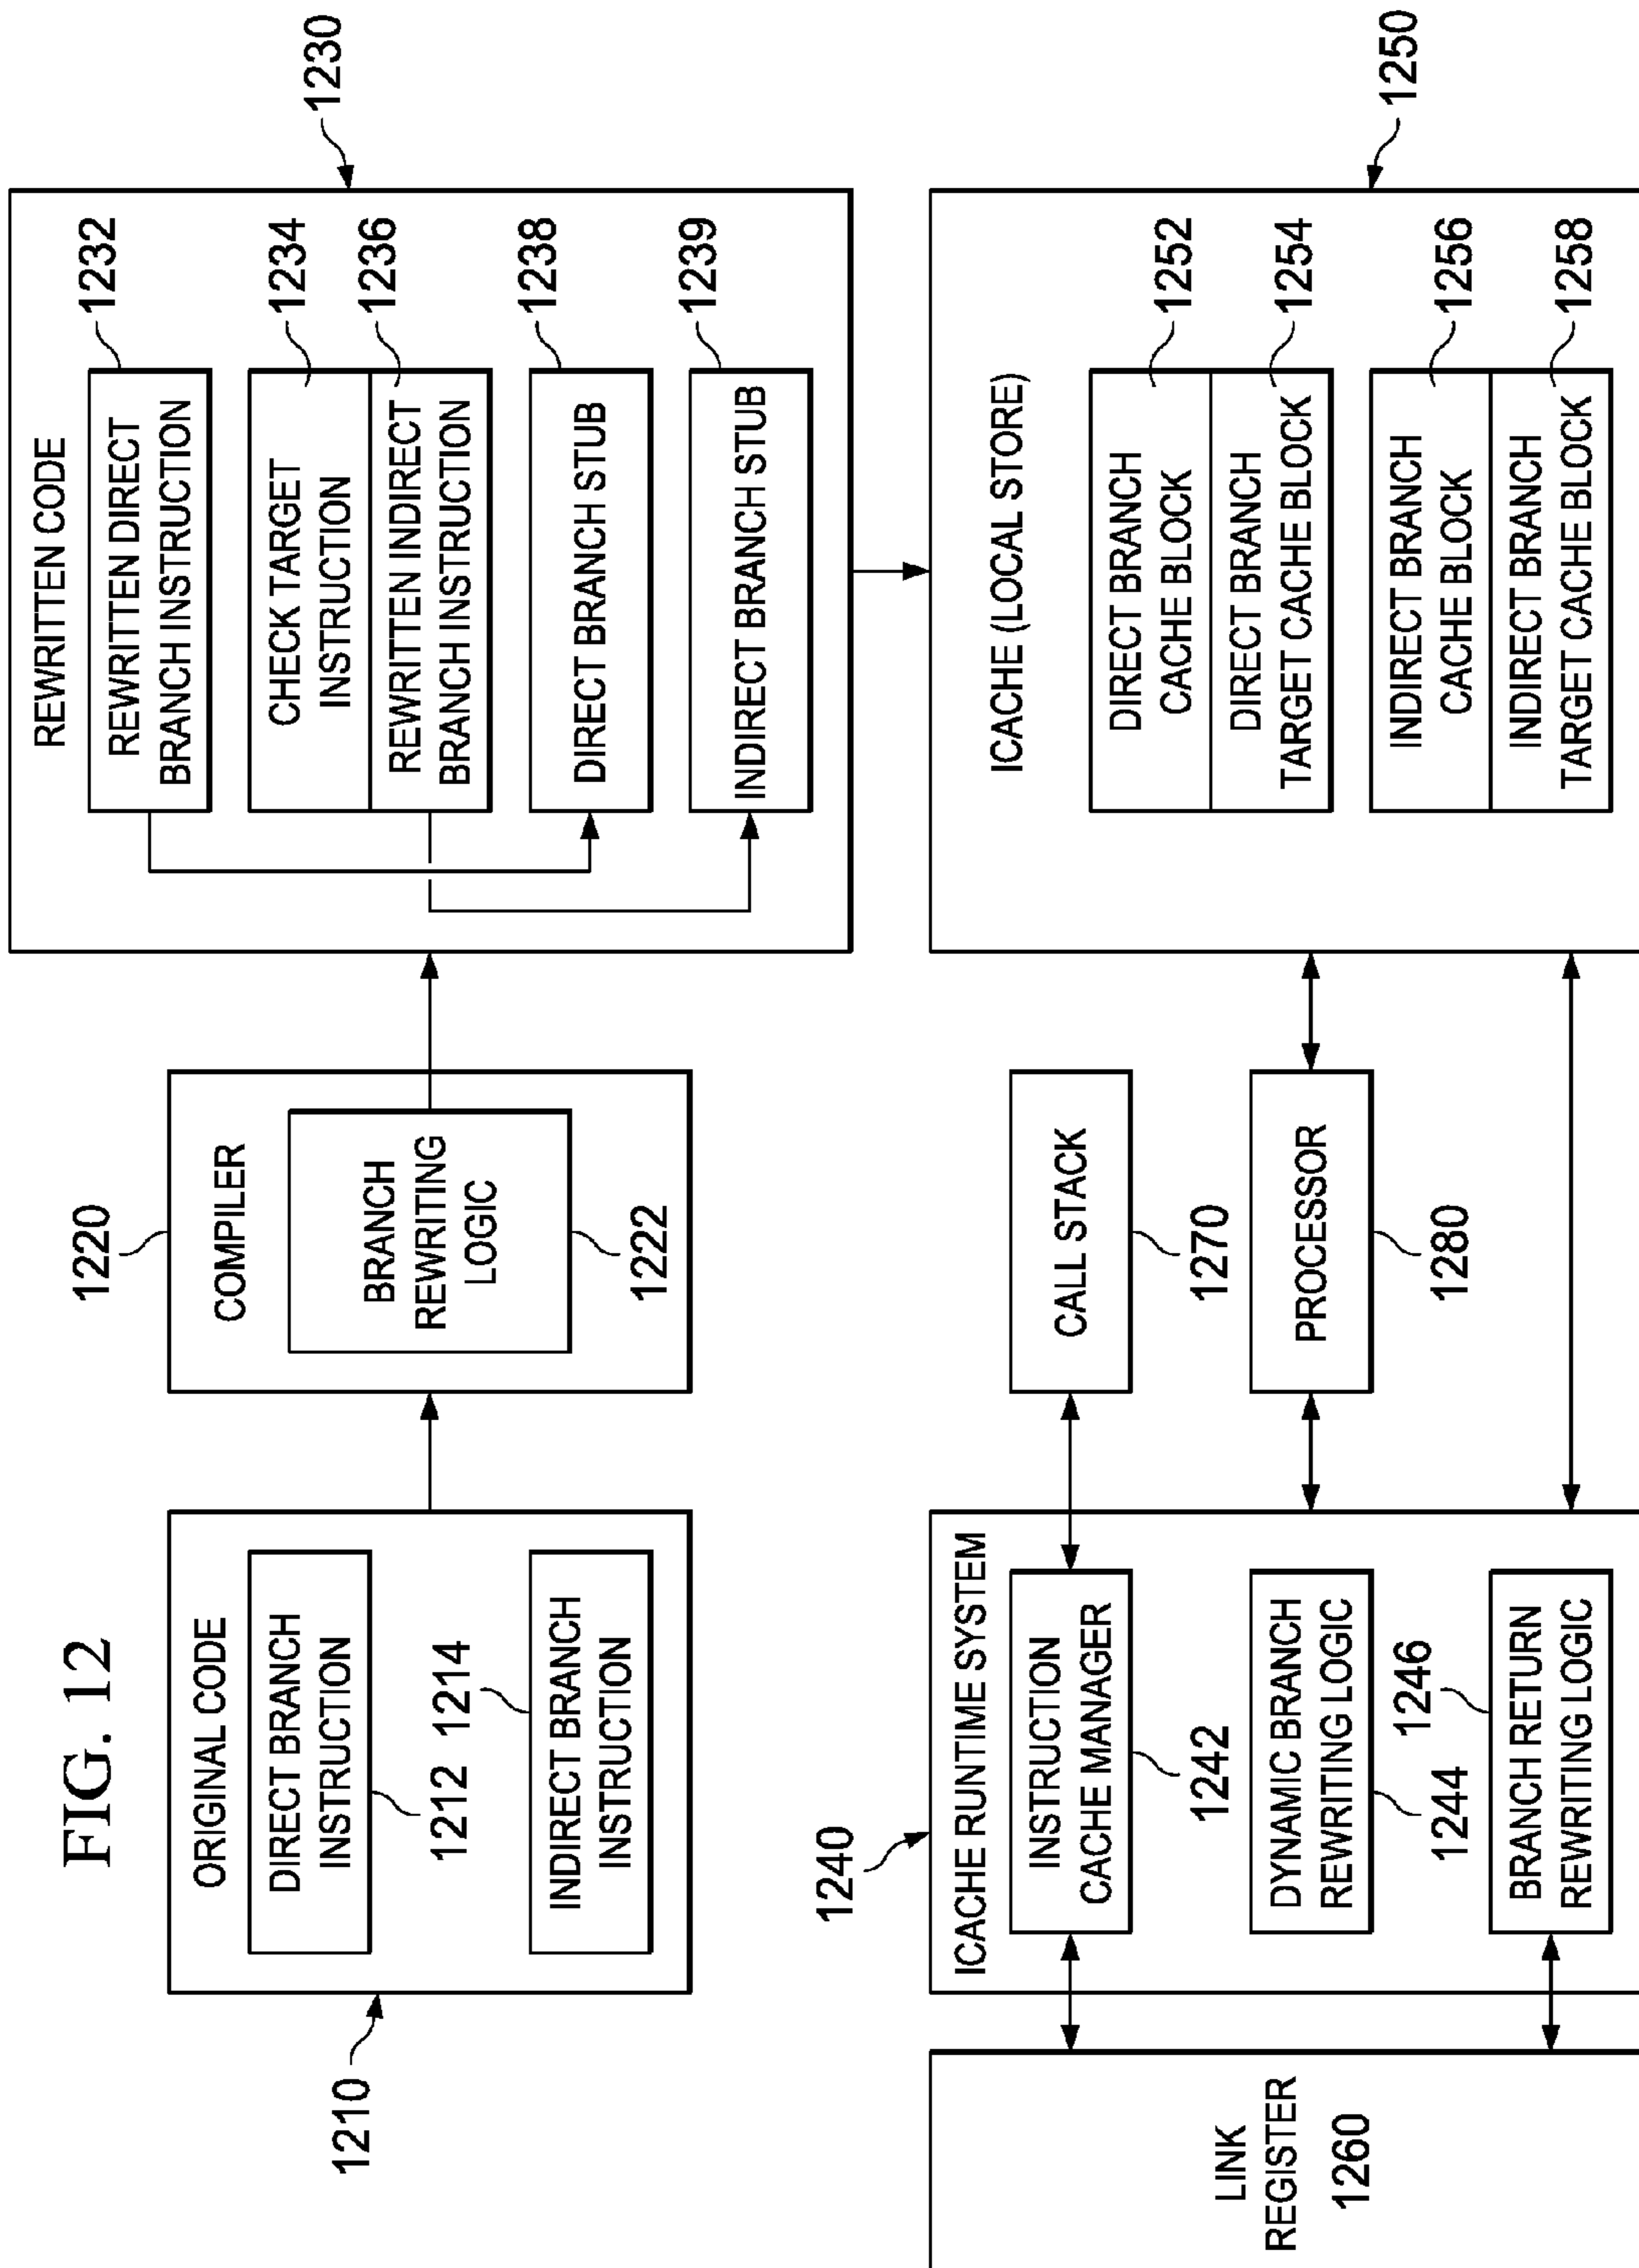 FIG. 12
ORIGINAL CODE
DIRECT BRANCH
INSTRUCTION
1212
1214
INDIRECT BRANCH
INSTRUCTION
1210
1220
COMPILER
BRANCH
REWRITING
LOGIC
1222
REWRITTEN CODE
REWRITTEN DIRECT
BRANCH INSTRUCTION
CHECK TARGET
INSTRUCTION
REWRITTEN INDIRECT
BRANCH INSTRUCTION
DIRECT BRANCH STUB
INDIRECT BRANCH STUB
1232
1234
1236
1238
1239
1230
1240
ICACHE RUNTIME SYSTEM
INSTRUCTION
CACHE MANAGER
1242
DYNAMIC BRANCH
REWRITING LOGIC
1244
1246
BRANCH RETURN
REWRITING LOGIC
LINK
REGISTER
1260
CALL STACK
1270
PROCESSOR
1280
ICACHE (LOCAL STORE)
DIRECT BRANCH
CACHE BLOCK
DIRECT BRANCH
TARGET CACHE BLOCK
INDIRECT BRANCH
CACHE BLOCK
INDIRECT BRANCH
TARGET CACHE BLOCK
1252
1254
1256
1258
1250